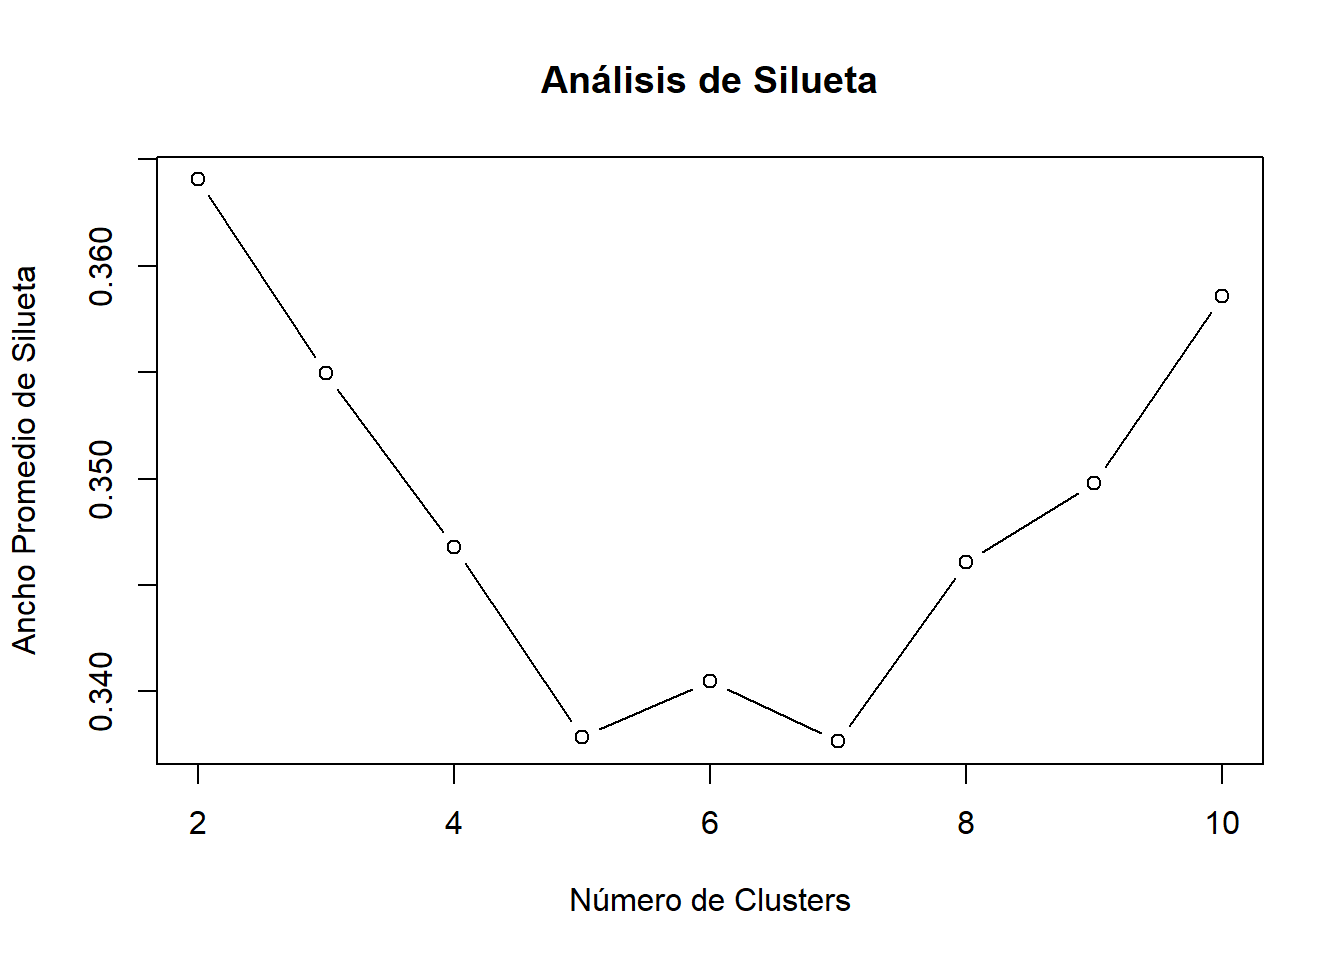 Análisis de Silueta
Ancho Promedio de Silueta
0.360
0.350
0.340
2 4 6 8 10
Número de Clusters